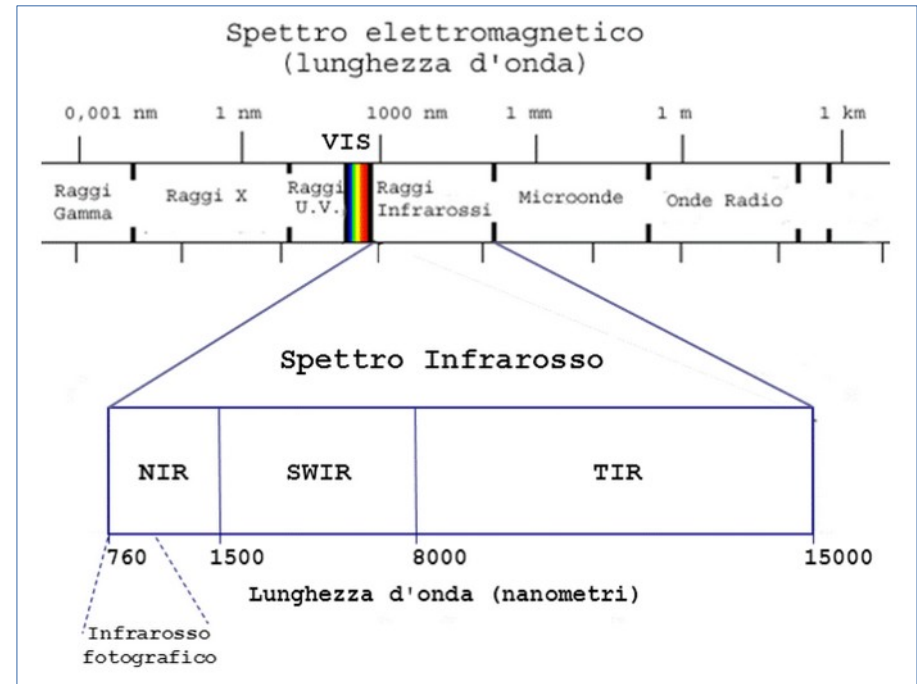 Spettro elettromagnetico
(lunghezza d'onda)
0,001 nm 1 nm 1000 nm 1 mm 1 m 1 km
VIS
Raggi Gamma
Raggi X
Raggi U.V.
Raggi Infrarossi
Microonde
Onde Radio
Spettro Infrarosso
NIR SWIR TIR
760 1500 8000 15000
Lunghezza d'onda (nanometri)
Infrarosso
fotografico